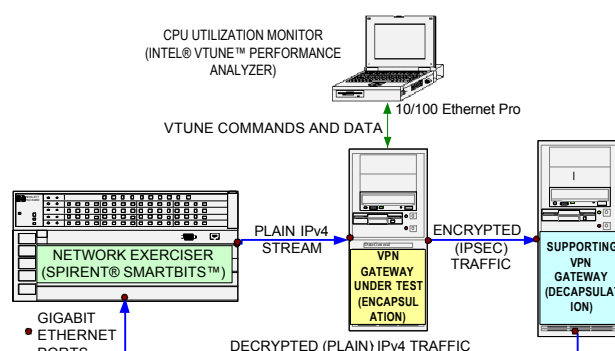 CPU UTILIZATION MONITOR
(INTEL® VTUNE™ PERFORMANCE
ANALYZER)
10/100 Ethernet Pro
VTUNE COMMANDS AND DATA
PLAIN IPv4
STREAM
ENCRYPTED
(IPSEC)
TRAFFIC
NETWORK EXERCISER
(SPIRENT® SMARTBITS™)
VPN
GATEWAY
UNDER TEST
(ENCAPSUL
ATION)
SUPPORTING
VPN
GATEWAY
(DECAPSULAT
ION)
GIGABIT
ETHERNET
PORTS
DECRYPTED (PLAIN) IPv4 TRAFFIC